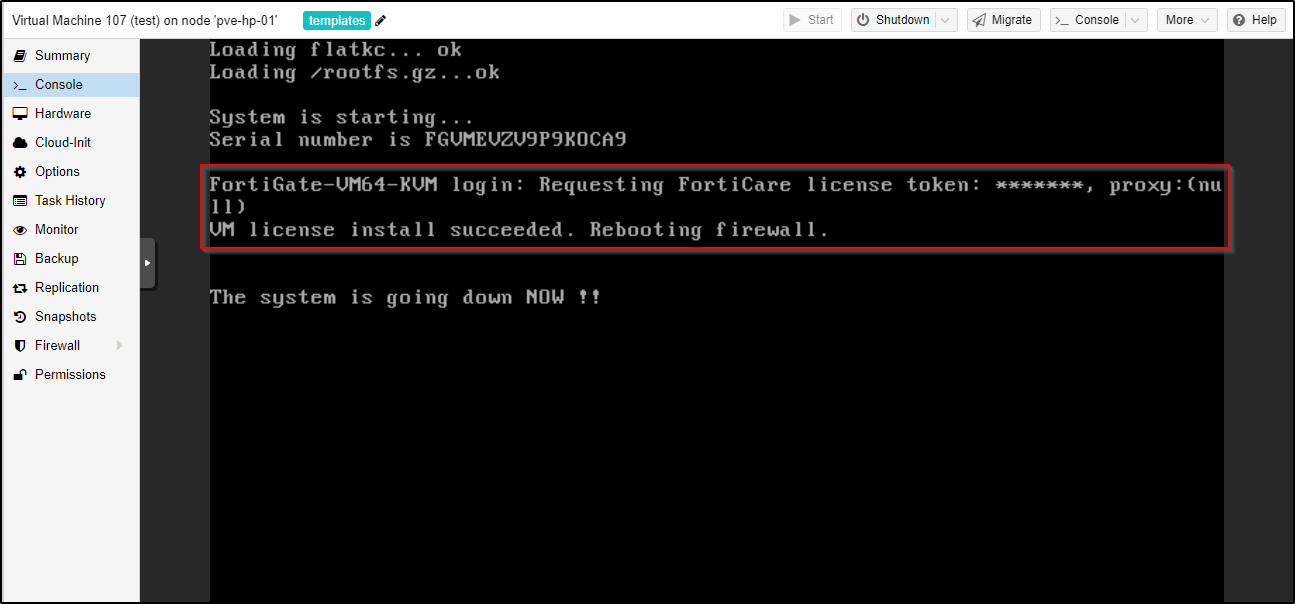 Virtual Machine 107 (test) on node 'pve-hp-01' templates Start Shutdown Migrate >_ Console More Help
Summary
>_ Console
Hardware
Cloud-Init
Options
Task History
Monitor
Backup
Replication
Snapshots
Firewall
Permissions
Loading flatkc... ok
Loading /rootfs.gz...ok
System is starting...
Serial number is FGVMEVZV9P9KOCA9
FortiGate-VM64-KVM login: Requesting FortiCare license token: *******, proxy:(nu
ll)
VM license install succeeded. Rebooting firewall.
The system is going down NOW !!